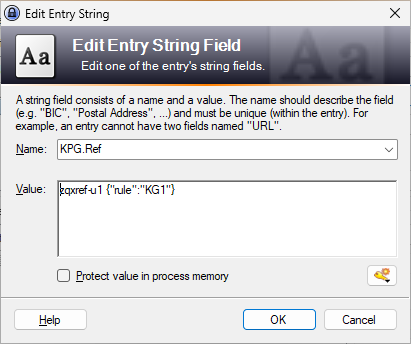 Edit Entry String
Aa
Edit Entry String Field
Edit one of the entry's string fields.
A string field consists of a name and a value. The name should describe the field
(e.g. "BIC", "Postal Address", ...) and must be unique (within the entry). For
example, an entry cannot have two fields named "URL".
Name: KPG.Ref
Value: zqxref-u1 {"rule":"KG1"}
Protect value in process memory
Help OK Cancel